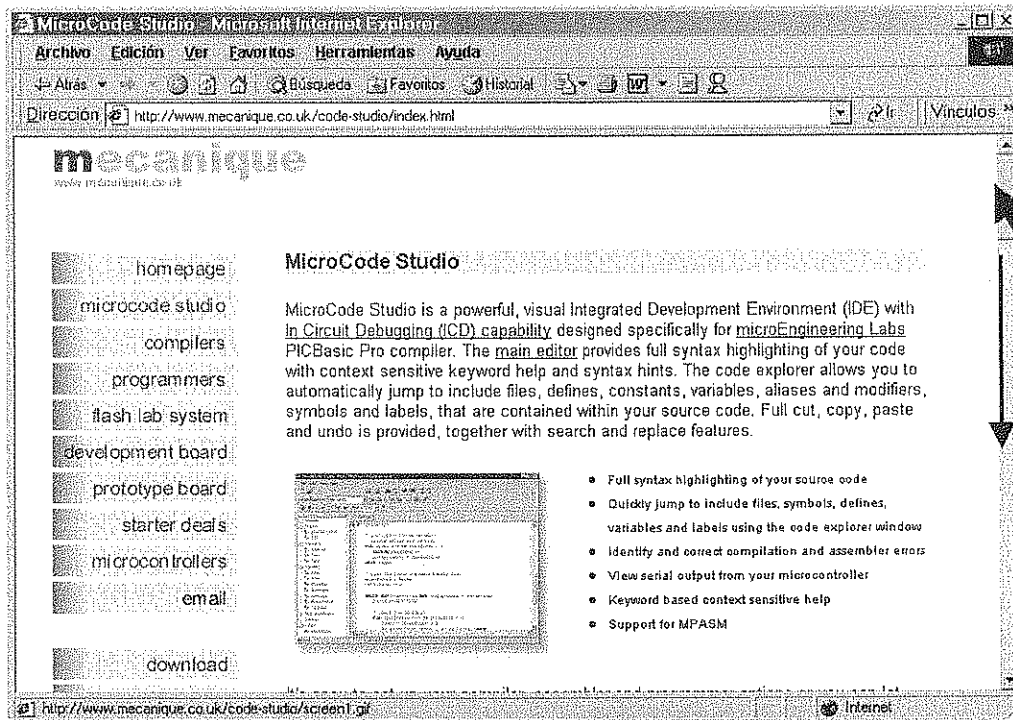 MicroCode Studio - Microsoft Internet Explorer
Archivo Edición Ver Favoritos Herramientas Ayuda
Atrás Búsqueda Favoritos Historial
Dirección http://www.mecanique.co.uk/code-studio/index.html Ir Vínculos »
mecanique
www.mecanique.co.uk
homepage
microcode studio
compilers
programmers
flash lab system
development board
prototype board
starter deals
microcontrollers
email
download
MicroCode Studio
MicroCode Studio is a powerful, visual Integrated Development Environment (IDE) with
In Circuit Debugging (ICD) capability designed specifically for microEngineering Labs
PICBasic Pro compiler. The main editor provides full syntax highlighting of your code
with context sensitive keyword help and syntax hints. The code explorer allows you to
automatically jump to include files, defines, constants, variables, aliases and modifiers,
symbols and labels, that are contained within your source code. Full cut, copy, paste
and undo is provided, together with search and replace features.
Full syntax highlighting of your source code
Quickly jump to include files, symbols, defines,
variables and labels using the code explorer window
Identify and correct compilation and assembler errors
View serial output from your microcontroller
Keyword based context sensitive help
Support for MPASM
http://www.mecanique.co.uk/code-studio/screen1.gif Internet